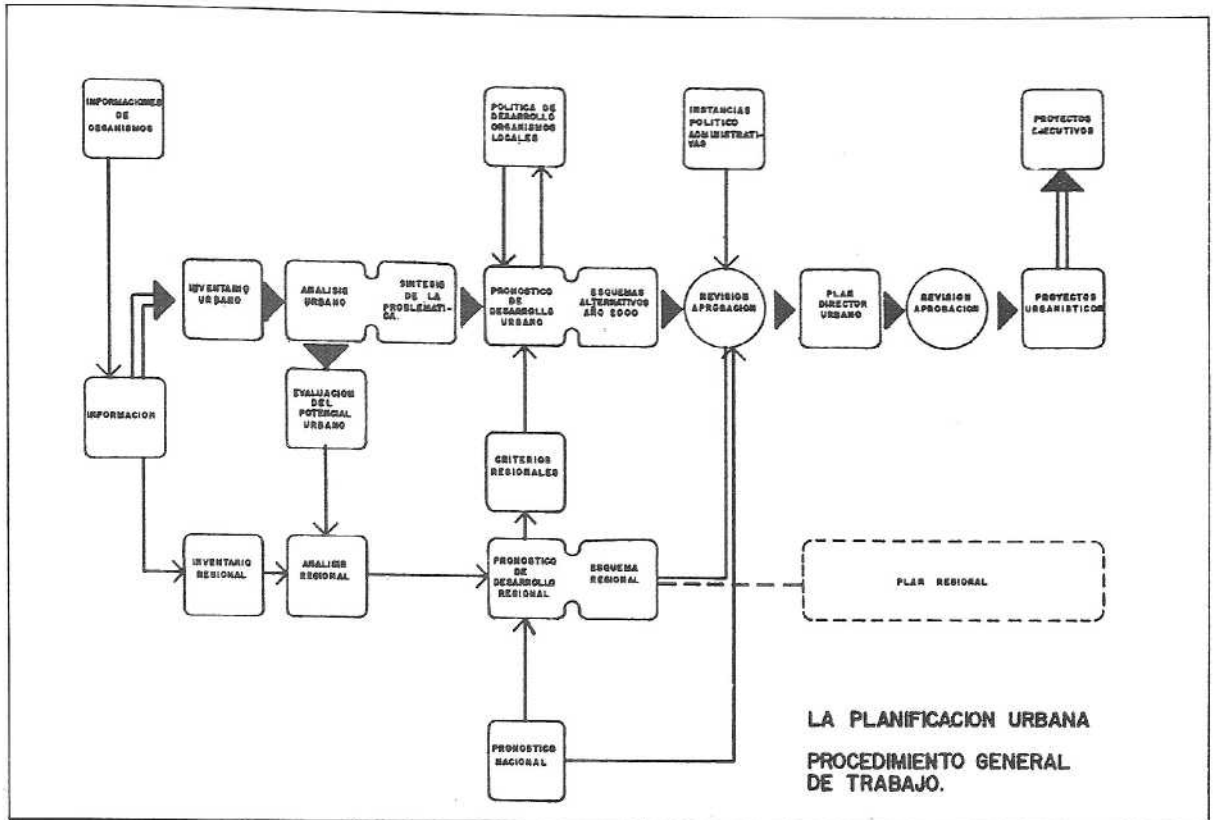 INFORMACIONES
DE
ORGANISMOS
POLITICA DE
DESARROLLO
ORGANISMOS
LOCALES
INSTANCIAS
POLITICO
ADMINISTRATI-
VAS
PROYECTOS
EJECUTIVOS
INVENTARIO
URBANO
ANALISIS
URBANO
SINTESIS
DE LA
PROBLEMATI-
CA.
PRONOSTICO
DE
DESARROLLO
URBANO
ESQUEMAS
ALTERNATIVOS
AÑO 2000
REVISION
APROBACION
PLAN
DIRECTOR
URBANO
REVISION
APROBACION
PROYECTOS
URBANISTICOS
INFORMACION
EVALUACION
DEL
POTENCIAL
URBANO
CRITERIOS
REGIONALES
INVENTARIO
REGIONAL
ANALISIS
REGIONAL
PRONOSTICO
DE
DESARROLLO
REGIONAL
ESQUEMA
REGIONAL
PLAN REGIONAL
PRONOSTICO
NACIONAL
LA PLANIFICACION URBANA
PROCEDIMIENTO GENERAL
DE TRABAJO.